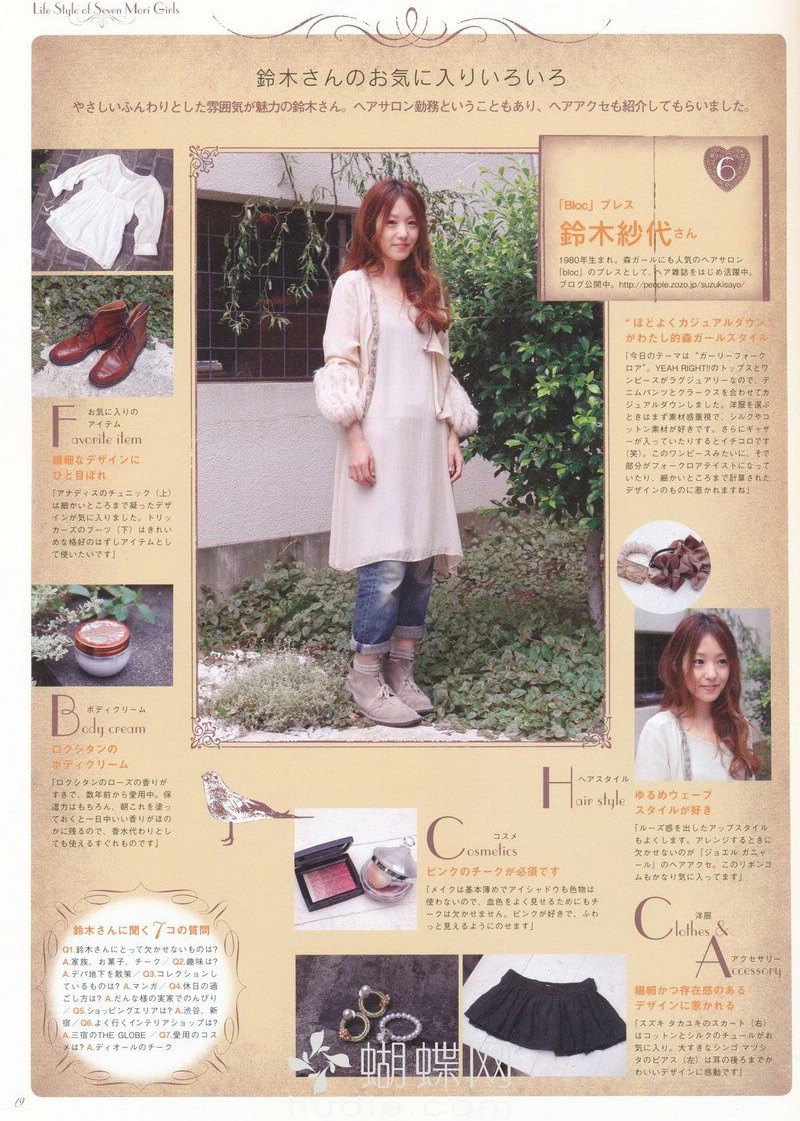 Life Style of Seven Mori Girls
鈴木さんのお気に入りいろいろ
やさしいふんわりとした雰囲気が魅力の鈴木さん。ヘアサロン勤務ということもあり、ヘアアクセも紹介してもらいました。
6
「Bloc」プレス
鈴木紗代さん
1980年生まれ。森ガールにも人気のヘアサロン
「bloc」のプレスとして、ヘア雑誌をはじめ活躍中。
ブログ公開中。http://people.zozo.jp/suzukisayo/
“ほどよくカジュアルダウン”
がわたし的森ガールスタイル
「今日のテーマは“ガーリーフォーク
ロア”。YEAH RIGHT!!のトップスとワ
ンピースがラグジュアリーなので、デ
ニムパンツとクラークスを合わせてカ
ジュアルダウンしました。洋服を選ぶ
ときはまず素材感重視で、シルクやコ
ットン素材が好きです。さらにギャザ
ーが入っていたりするとイチコロです
（笑）。このワンピースみたいに、そで
部分がフォークロアテイストになって
いたり、細かいところまで計算された
デザインのものに惹かれますね」
お気に入りの
アイテム
Favorite item
繊細なデザインに
ひと目ぼれ
「アナディスのチュニック（上）
は細かいところまで凝ったデザ
インが気に入りました。トリッ
カーズのブーツ（下）はきれい
めな格好のはずしアイテムとし
て使いたいです」
ボディクリーム
Body cream
ロクシタンの
ボディクリーム
「ロクシタンのローズの香りが
すきで、数年前から愛用中。保
湿力はもちろん、朝これを塗っ
ておくと一日中いい香りがほの
かに残るので、香水代わりとし
ても使えるすぐれものです」
ヘアスタイル
Hair style
ゆるめウェーブ
スタイルが好き
「ルーズ感を出したアップスタイル
もよくします。アレンジするときに
欠かせないのが「ジョエル ガニャ
ール」のヘアアクセ。このリボンゴ
ムもかなり気に入ってます」
コスメ
Cosmetics
ピンクのチークが必須です
「メイクは基本薄めでアイシャドウも色物は
使わないので、血色をよく見せるためにもチ
ークは欠かせません。ピンクが好きで、ふわ
っと見えるようにのせます」
洋服
Clothes &
アクセサリー
Accessory
繊細かつ存在感のある
デザインに惹かれる
「スズキ タカユキのスカート（右）
はコットンとシルクのチュールがお
気に入り。大すきなシンゴ マツシ
タのピアス（左）は耳の後ろまでか
わいいデザインに感動です」
鈴木さんに聞く7コの質問
Q1.鈴木さんにとって欠かせないものは?
A.家族、お菓子、チーク／Q2.趣味は?
A.デパ地下を散策／Q3.コレクションし
ているものは? A.マンガ／Q4.休日の過
ごし方は? A.だんな様の実家でのんびり
／Q5.ショッピングエリアは? A.渋谷、新
宿／Q6.よく行くインテリアショップは?
A.三宿のTHE GLOBE／Q7.愛用のコス
メは? A.ディオールのチーク
蝴蝶网
hudie.com
19